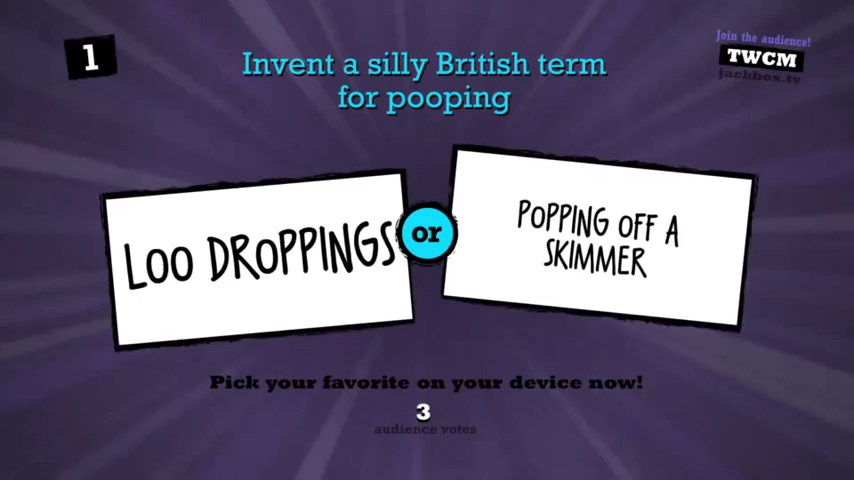 1
Invent a silly British term
for pooping
Join the audience!
TWCM
jackbox.tv
LOO DROPPINGS
or
POPPING OFF A
SKIMMER
Pick your favorite on your device now!
3
audience votes